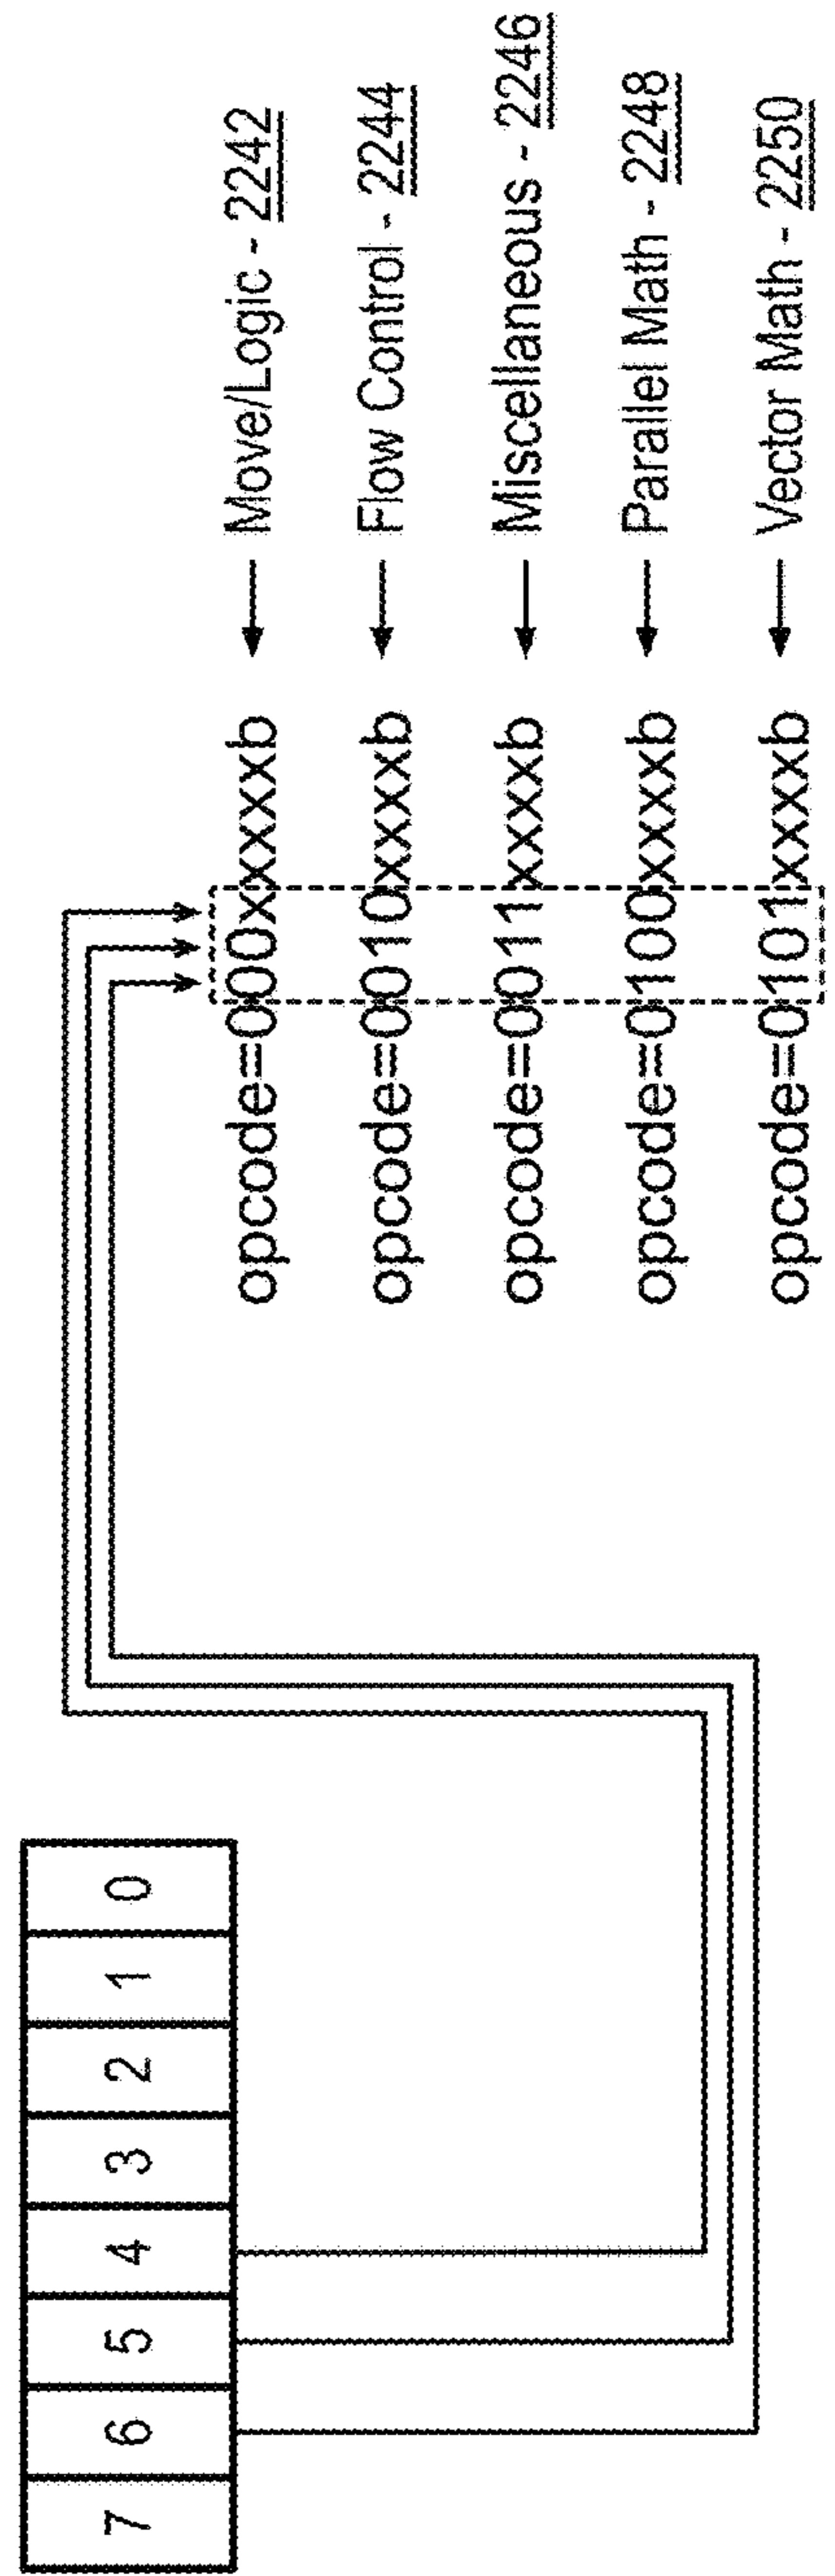 7 6 5 4 3 2 1 0
opcode=000xxxxxb ← Move/Logic - 2242
opcode=0010xxxxb ← Flow Control - 2244
opcode=0011xxxxb ← Miscellaneous - 2246
opcode=0100xxxxb ← Parallel Math - 2248
opcode=0101xxxxb ← Vector Math - 2250